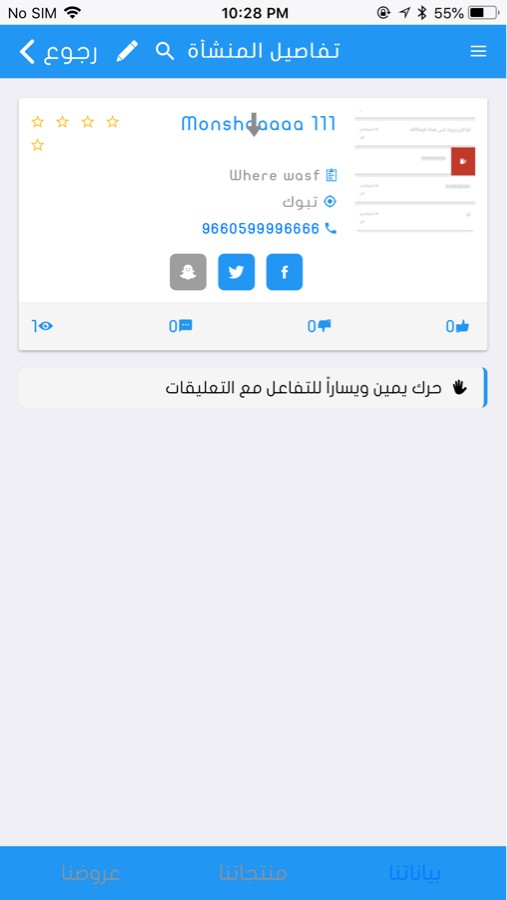 No SIM 10:28 PM 55%
تفاصيل المنشأة رجوع
Monshaaaaa 111
Where wasf
تبوك
9660599996666
0 0 0 1
حرك يمين ويساراً للتفاعل مع التعليقات
بياناتنا منتجاتنا عروضنا